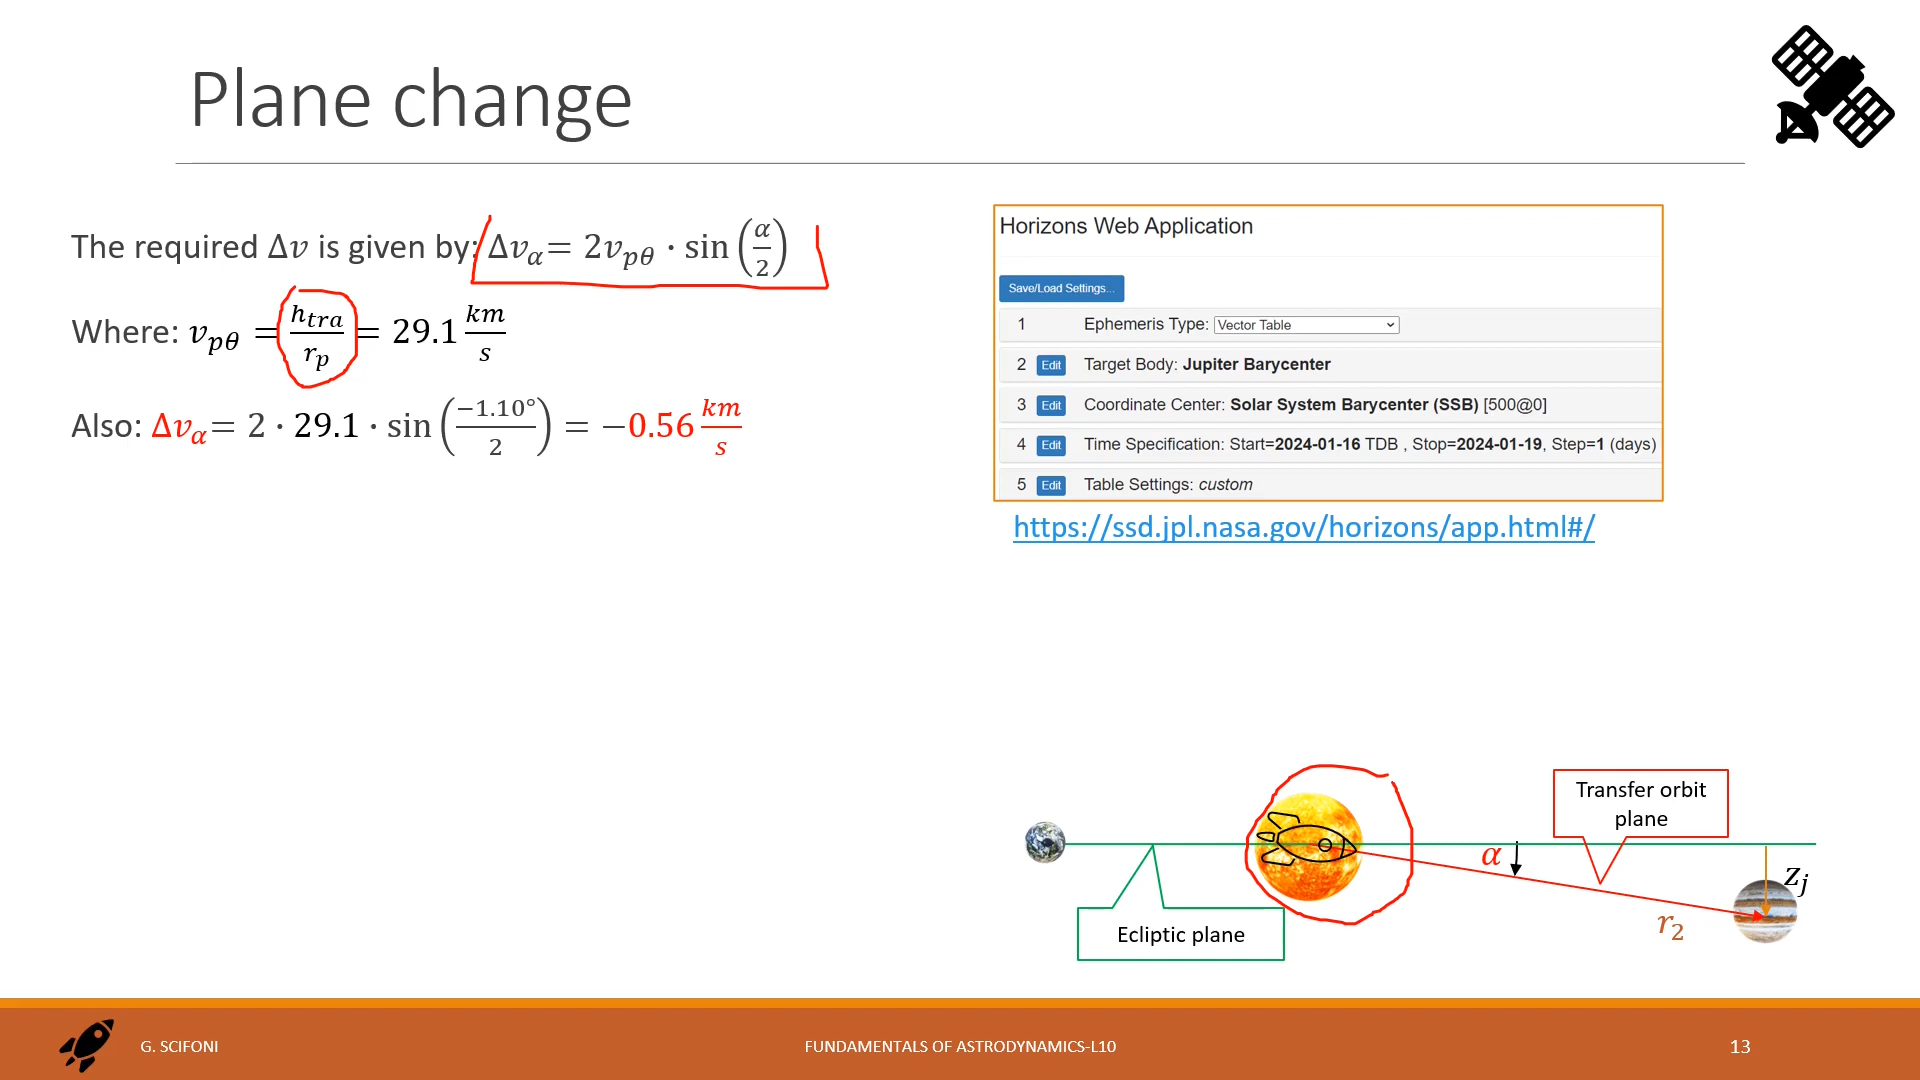 Plane change
The required Δv is given by: Δv_α = 2v_pθ · sin(α/2)
Where: v_pθ = h_tra/r_p = 29.1 km/s
Also: Δv_α = 2 · 29.1 · sin(−1.10°/2) = −0.56 km/s
Horizons Web Application
Save/Load Settings...
1 Ephemeris Type: Vector Table
2 Edit Target Body: Jupiter Barycenter
3 Edit Coordinate Center: Solar System Barycenter (SSB) [500@0]
4 Edit Time Specification: Start=2024-01-16 TDB , Stop=2024-01-19, Step=1 (days)
5 Edit Table Settings: custom
https://ssd.jpl.nasa.gov/horizons/app.html#/
Transfer orbit
plane
α
z_j
r_2
Ecliptic plane
G. SCIFONI
FUNDAMENTALS OF ASTRODYNAMICS-L10
13